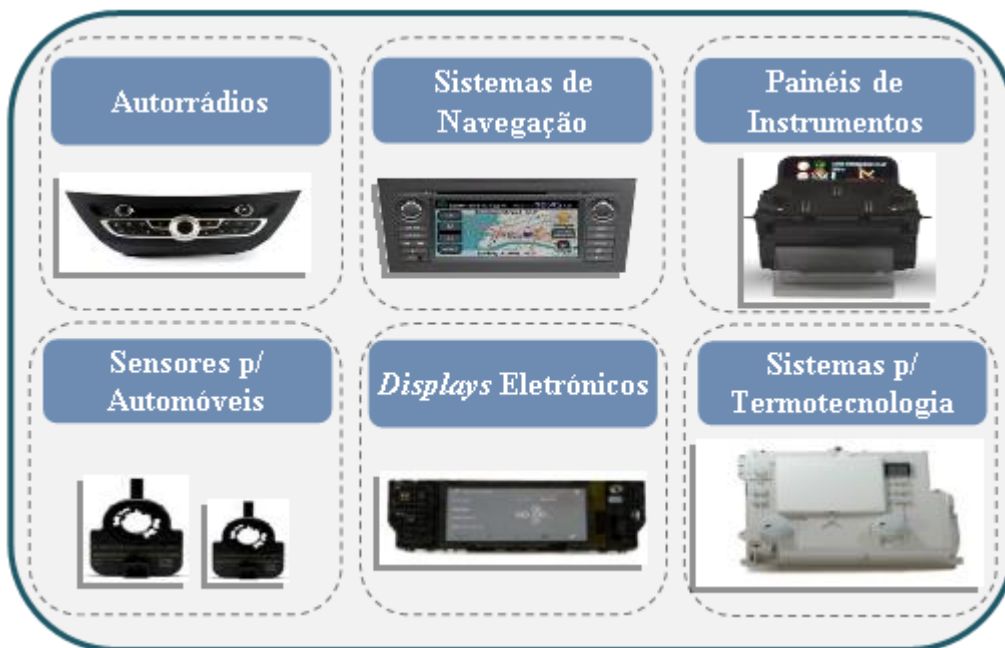 Autorrádios
Sistemas de
Navegação
Painéis de
Instrumentos
Sensores p/
Automóveis
Displays Eletrónicos
Sistemas p/
Termotecnologia